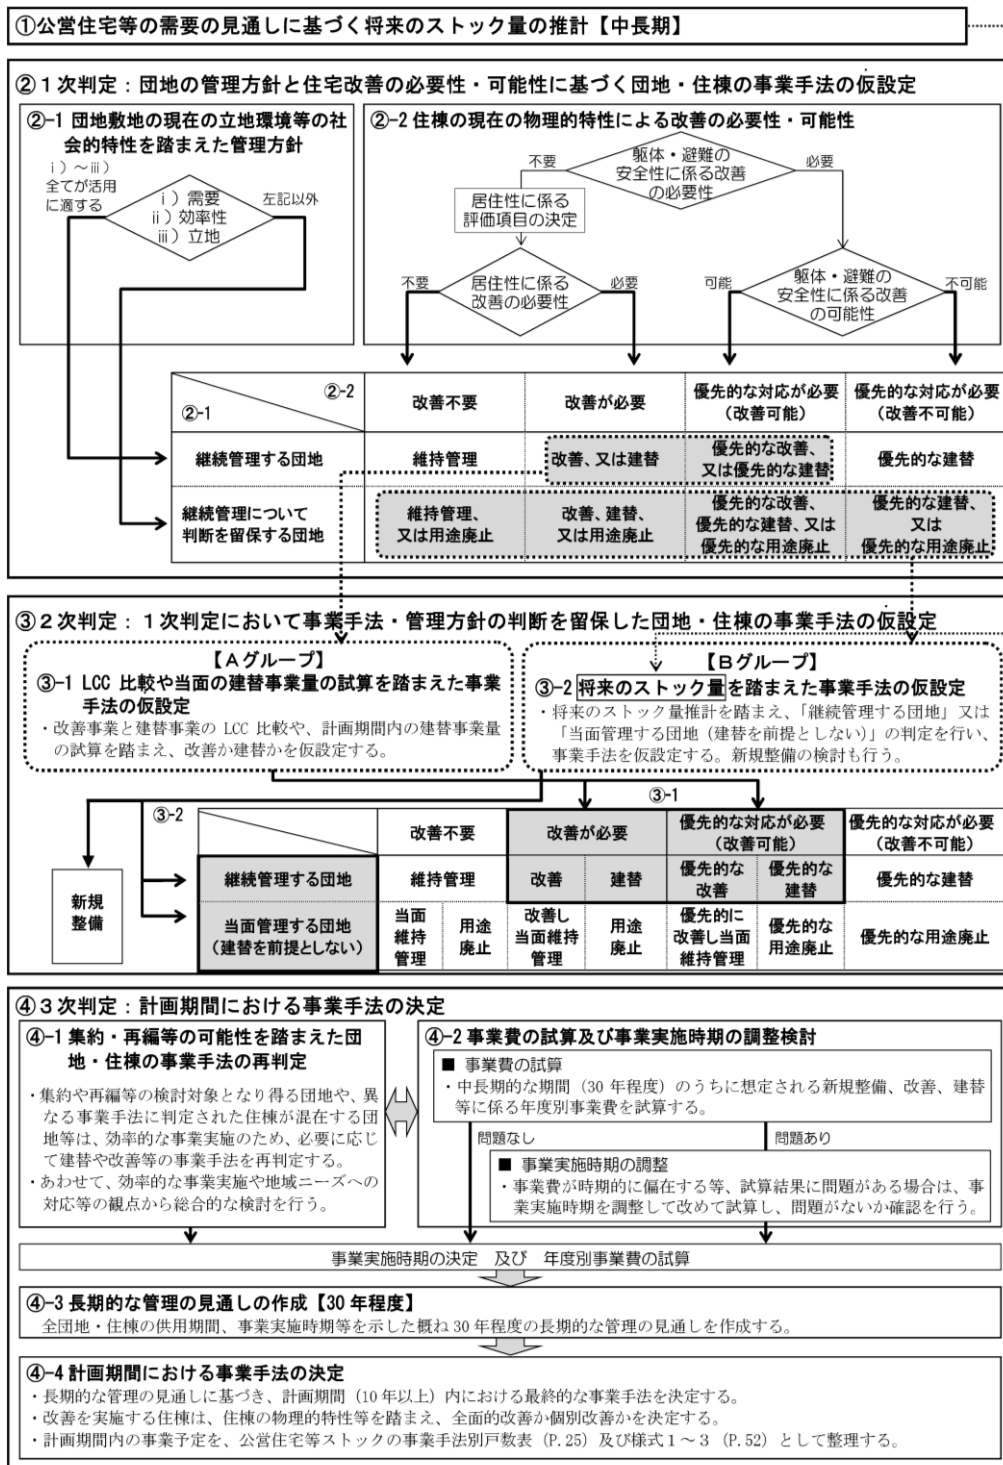 ①公営住宅等の需要の見通しに基づく将来のストック量の推計【中長期】
②１次判定：団地の管理方針と住宅改善の必要性・可能性に基づく団地・住棟の事業手法の仮設定
②-1 団地敷地の現在の立地環境等の社
会的特性を踏まえた管理方針
ⅰ）～ⅲ）
全てが活用
に適する
ⅰ）需要
ⅱ）効率性
ⅲ）立地
左記以外
②-2 住棟の現在の物理的特性による改善の必要性・可能性
不要
躯体・避難の
安全性に係る改善
の必要性
必要
居住性に係る
評価項目の決定
不要
居住性に係る
改善の必要性
必要
可能
躯体・避難の
安全性に係る改善
の可能性
不可能
②-2
②-1
改善不要
改善が必要
優先的な対応が必要
（改善可能）
優先的な対応が必要
（改善不可能）
継続管理する団地
維持管理
改善、又は建替
優先的な改善、
又は優先的な建替
優先的な建替
継続管理について
判断を留保する団地
維持管理、
又は用途廃止
改善、建替、
又は用途廃止
優先的な改善、
優先的な建替、又は
優先的な用途廃止
優先的な建替、
又は
優先的な用途廃止
③２次判定：１次判定において事業手法・管理方針の判断を留保した団地・住棟の事業手法の仮設定
【Ａグループ】
③-1 LCC 比較や当面の建替事業量の試算を踏まえた事業
手法の仮設定
・改善事業と建替事業の LCC 比較や、計画期間内の建替事業量
の試算を踏まえ、改善か建替かを仮設定する。
【Ｂグループ】
③-2 将来のストック量を踏まえた事業手法の仮設定
・将来のストック量推計を踏まえ、「継続管理する団地」又は
「当面管理する団地（建替を前提としない）」の判定を行い、
事業手法を仮設定する。新規整備の検討も行う。
③-2
③-1
改善不要
改善が必要
優先的な対応が必要
（改善可能）
優先的な対応が必要
（改善不可能）
新規
整備
継続管理する団地
維持管理
改善
建替
優先的な
改善
優先的な
建替
優先的な建替
当面管理する団地
（建替を前提としない）
当面
維持
管理
用途
廃止
改善し
当面維持
管理
用途
廃止
優先的に
改善し当面
維持管理
優先的な
用途廃止
優先的な用途廃止
④３次判定：計画期間における事業手法の決定
④-1 集約・再編等の可能性を踏まえた団
地・住棟の事業手法の再判定
・集約や再編等の検討対象となり得る団地や、異
なる事業手法に判定された住棟が混在する団
地等は、効率的な事業実施のため、必要に応じ
て建替や改善等の事業手法を再判定する。
・あわせて、効率的な事業実施や地域ニーズへの
対応等の観点から総合的な検討を行う。
④-2 事業費の試算及び事業実施時期の調整検討
■ 事業費の試算
・中長期的な期間（30 年程度）のうちに想定される新規整備、改善、建替
等に係る年度別事業費を試算する。
問題なし
問題あり
■ 事業実施時期の調整
・事業費が時期的に偏在する等、試算結果に問題がある場合は、事
業実施時期を調整して改めて試算し、問題がないか確認を行う。
事業実施時期の決定　及び　年度別事業費の試算
④-3 長期的な管理の見通しの作成【30 年程度】
全団地・住棟の供用期間、事業実施時期等を示した概ね 30 年程度の長期的な管理の見通しを作成する。
④-4 計画期間における事業手法の決定
・長期的な管理の見通しに基づき、計画期間（10 年以上）内における最終的な事業手法を決定する。
・改善を実施する住棟は、住棟の物理的特性等を踏まえ、全面的改善か個別改善かを決定する。
・計画期間内の事業予定を、公営住宅等ストックの事業手法別戸数表（P.25）及び様式１～３（P.52）として整理する。